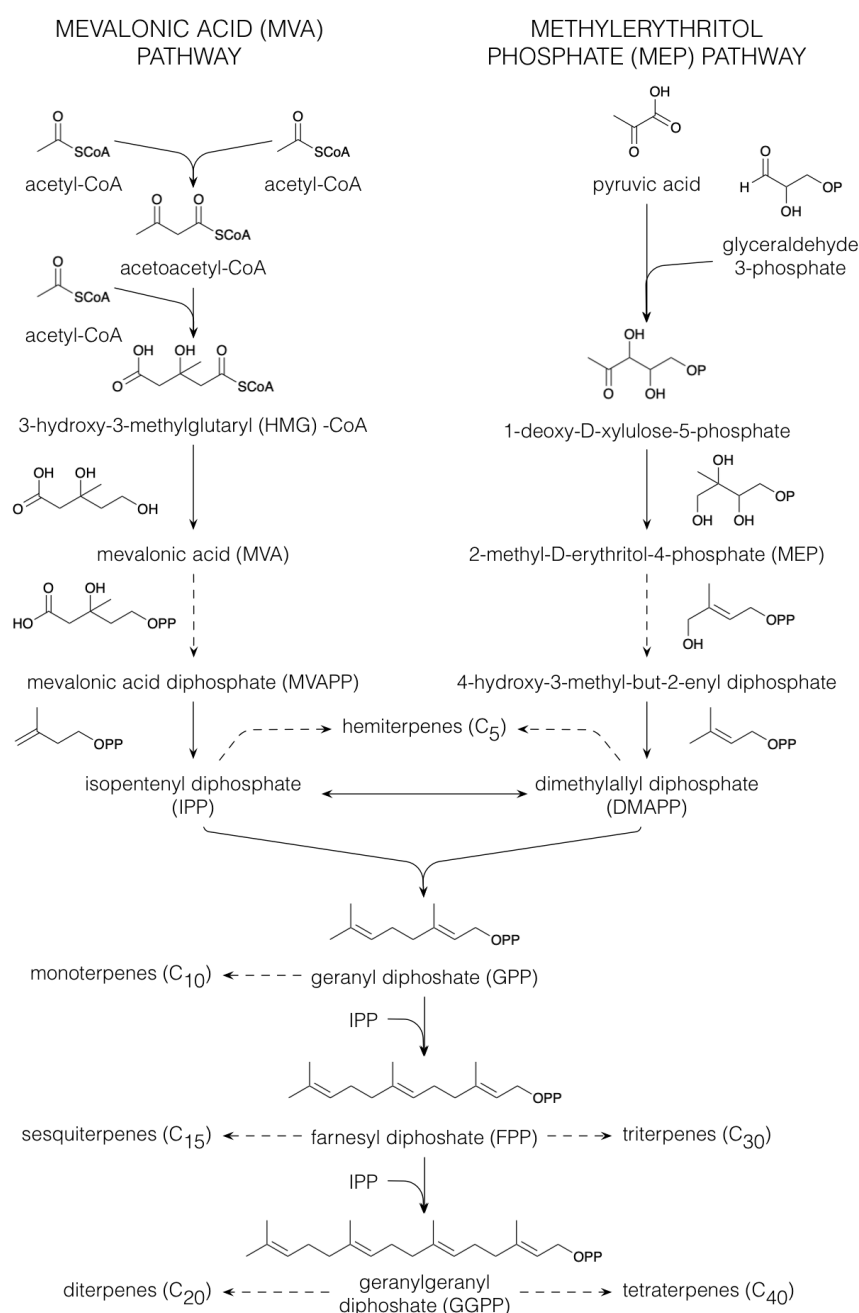 MEVALONIC ACID (MVA)
PATHWAY
METHYLERYTHRITOL
PHOSPHATE (MEP) PATHWAY
O
SCoA
acetyl-CoA
O
SCoA
acetyl-CoA
O O
SCoA
acetoacetyl-CoA
O
SCoA
acetyl-CoA
OH OH O
O SCoA
3-hydroxy-3-methylglutaryl (HMG) -CoA
OH OH
O OH
mevalonic acid (MVA)
O OH
HO OPP
mevalonic acid diphosphate (MVAPP)
OPP
isopentenyl diphosphate
(IPP)
OH
O
O
pyruvic acid
O
H OP
OH
glyceraldehyde
3-phosphate
OH
OP
O OH
1-deoxy-D-xylulose-5-phosphate
OH
OP
OH OH
2-methyl-D-erythritol-4-phosphate (MEP)
OPP
OH
4-hydroxy-3-methyl-but-2-enyl diphosphate
hemiterpenes (C5)
OPP
dimethylallyl diphosphate
(DMAPP)
OPP
monoterpenes (C10)
geranyl diphoshate (GPP)
IPP
OPP
sesquiterpenes (C15)
farnesyl diphoshate (FPP)
triterpenes (C30)
IPP
OPP
diterpenes (C20)
geranylgeranyl
diphoshate (GGPP)
tetraterpenes (C40)